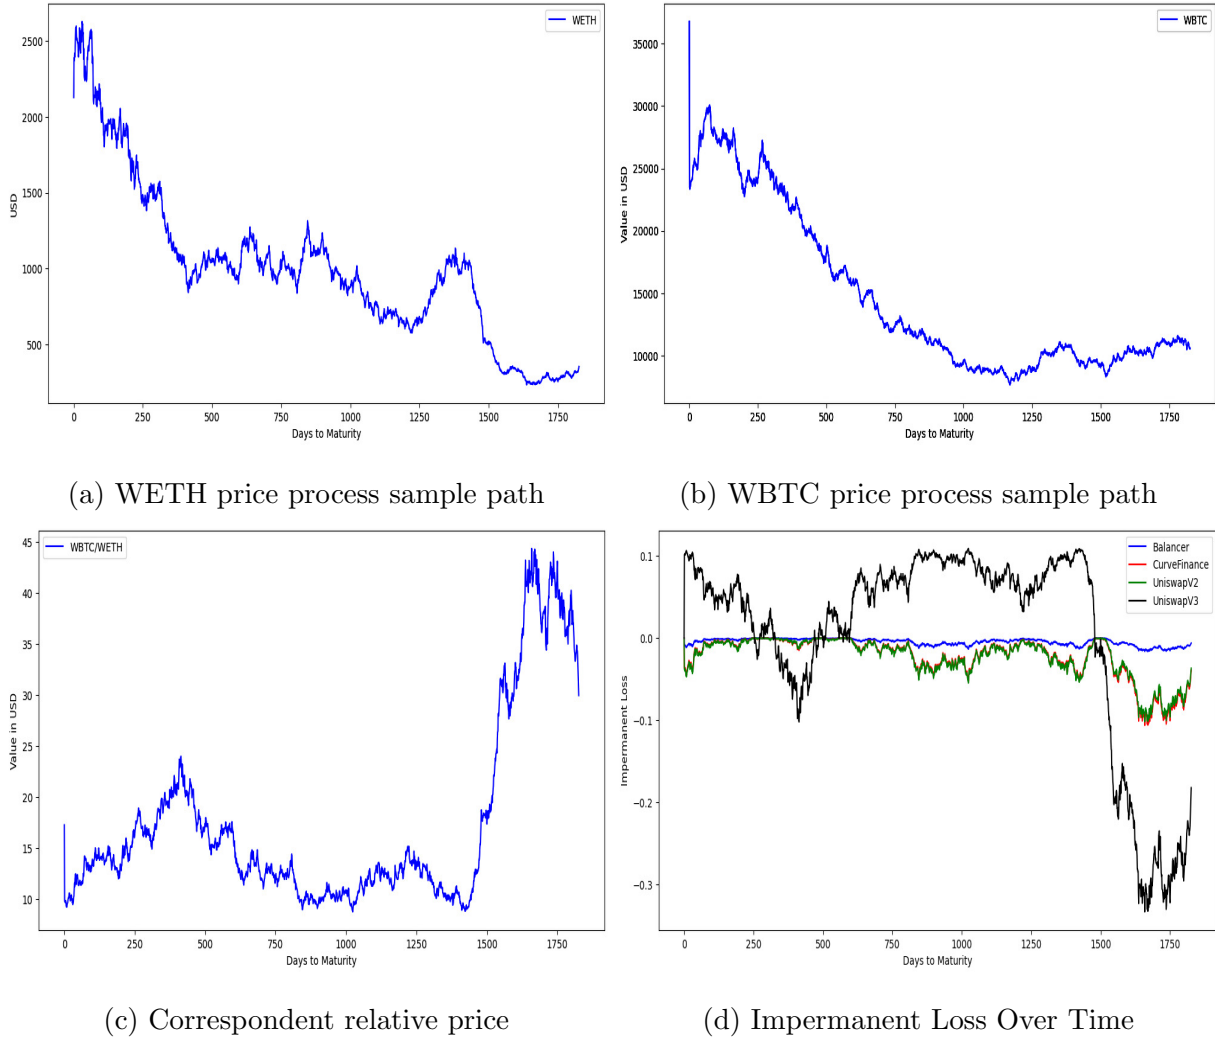 WETH
2500
2000
1500
1000
500
USD
0 250 500 750 1000 1250 1500 1750
Days to Maturity
(a) WETH price process sample path
WBTC
35000
30000
25000
20000
15000
10000
Value in USD
0 250 500 750 1000 1250 1500 1750
Days to Maturity
(b) WBTC price process sample path
WBTC/WETH
45
40
35
30
25
20
15
10
Value in USD
0 250 500 750 1000 1250 1500 1750
Days to Maturity
(c) Correspondent relative price
Balancer
CurveFinance
UniswapV2
UniswapV3
0.1
0.0
−0.1
−0.2
−0.3
Impermanent Loss
0 250 500 750 1000 1250 1500 1750
Days to Maturity
(d) Impermanent Loss Over Time